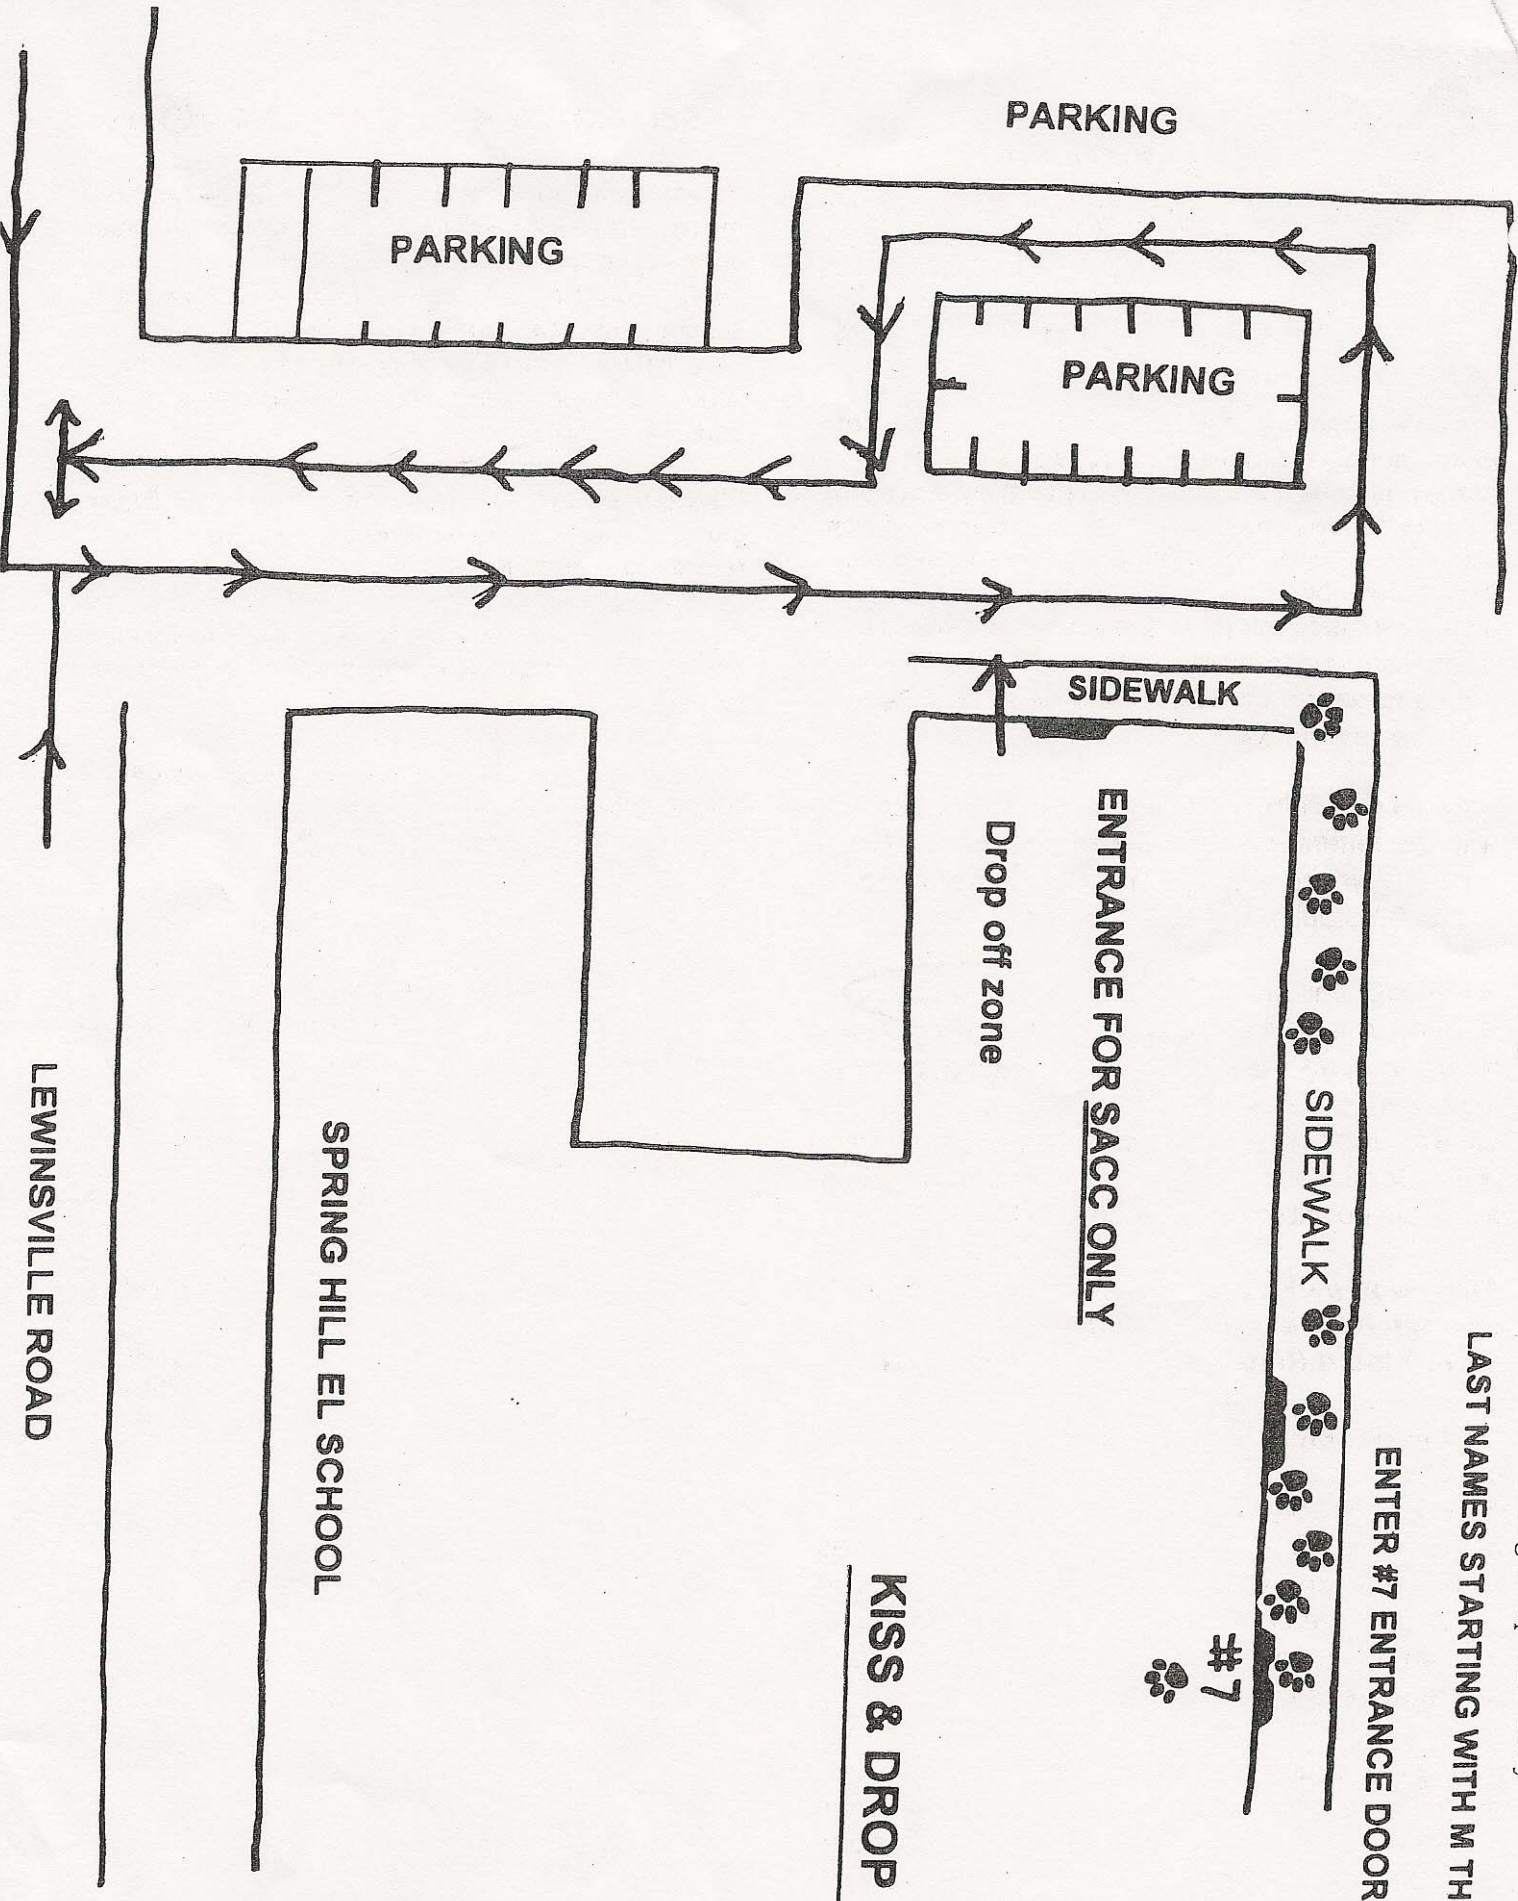 PARKING
PARKING
PARKING
SIDEWALK
Drop off zone
ENTRANCE FOR SACC ONLY
SIDEWALK
#7
ENTER #7 ENTRANCE DOOR
LAST NAMES STARTING WITH M TH
KISS & DROP
SPRING HILL EL SCHOOL
LEWINSVILLE ROAD